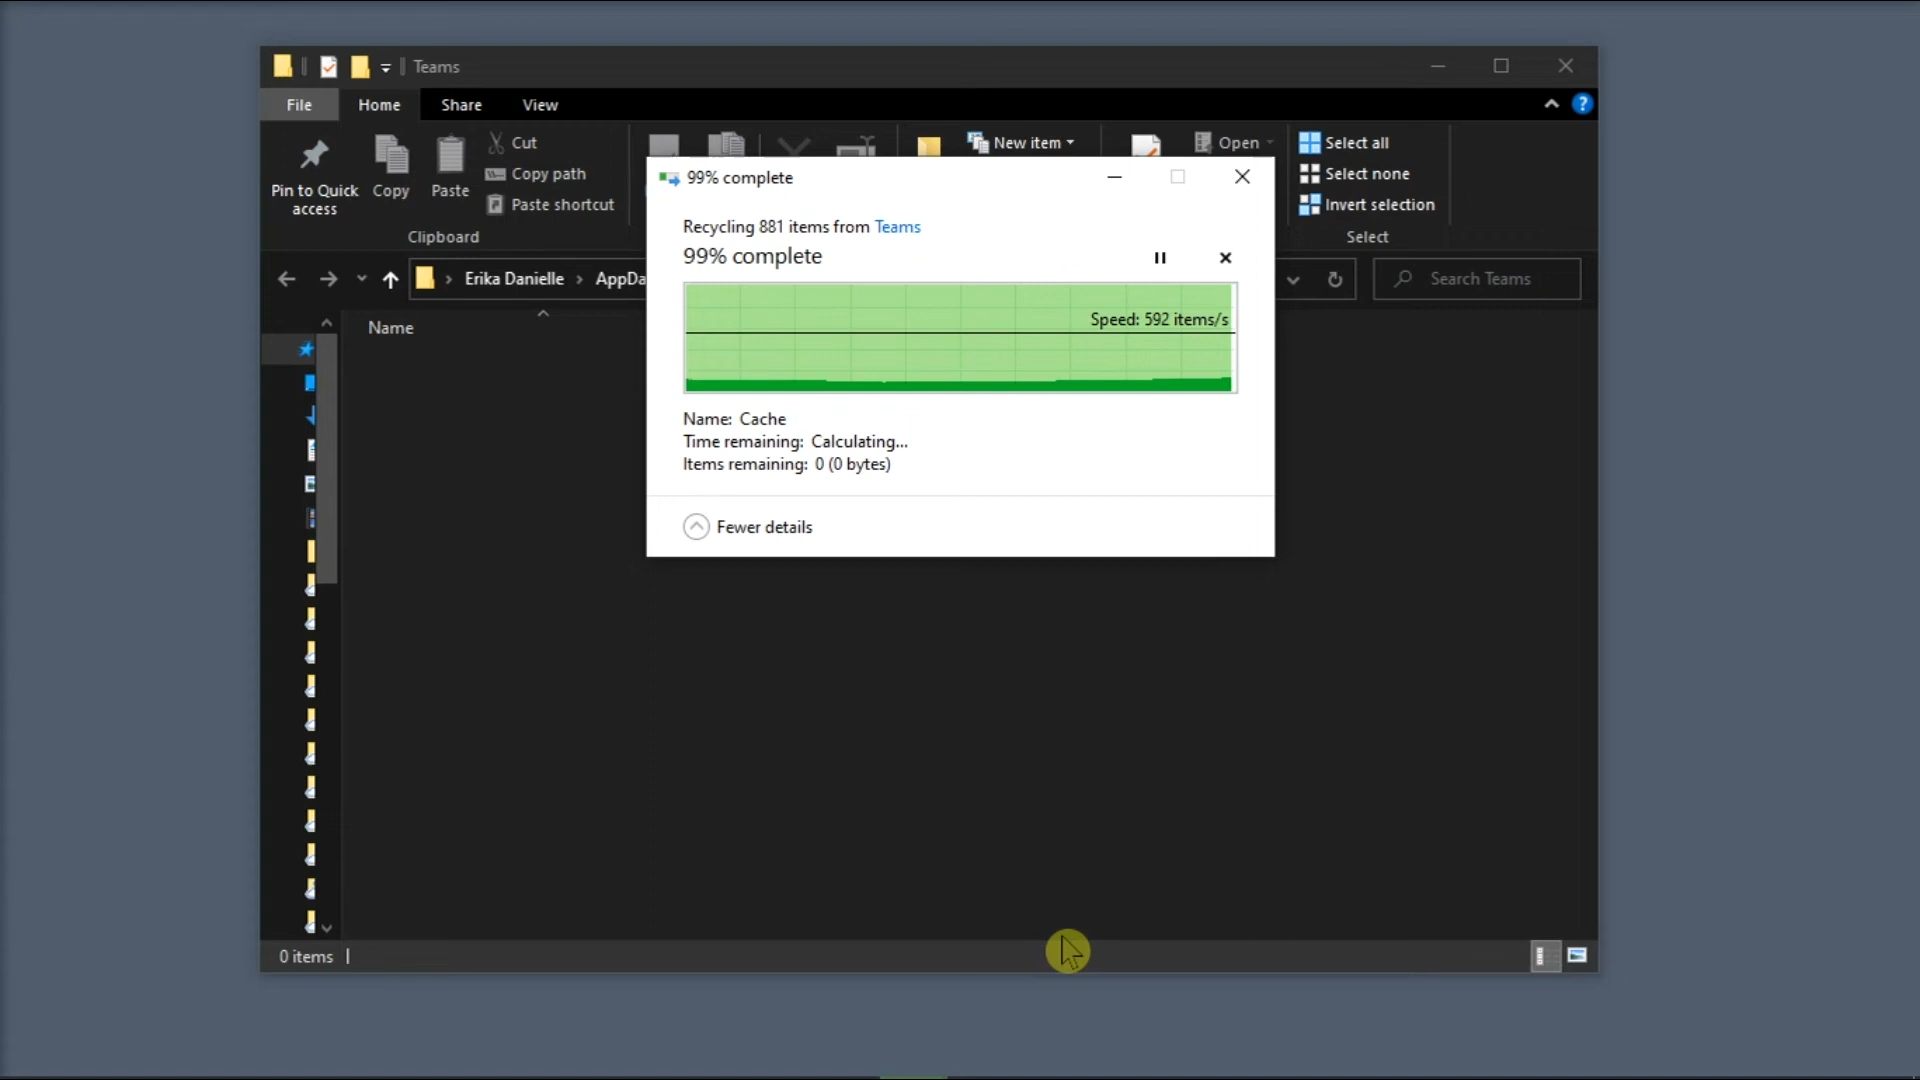 Teams
File Home Share View
?
Pin to Quick access
Copy
Paste
Cut
Copy path
Paste shortcut
Clipboard
New item
Open
Select all
Select none
Invert selection
Select
Erika Danielle
Search Teams
Name
99% complete
Recycling 881 items from Teams
99% complete
Speed: 592 items/s
Name: Cache
Time remaining: Calculating...
Items remaining: 0 (0 bytes)
Fewer details
0 items